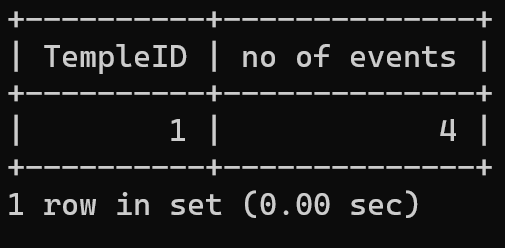 +----------+--------------+
| TempleID | no of events |
+----------+--------------+
|        1 |            4 |
+----------+--------------+
1 row in set (0.00 sec)